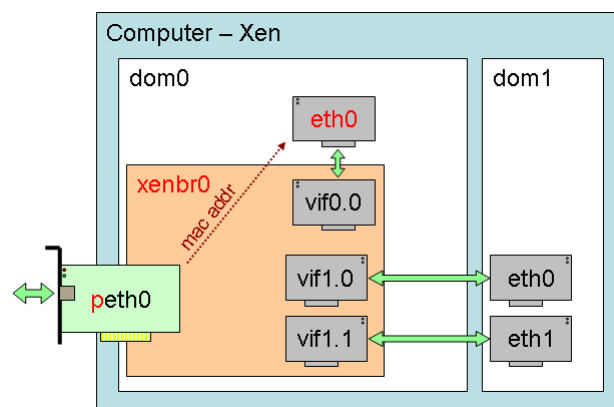 Computer – Xen
dom0
dom1
eth0
xenbr0
mac addr
vif0.0
peth0
vif1.0
eth0
vif1.1
eth1